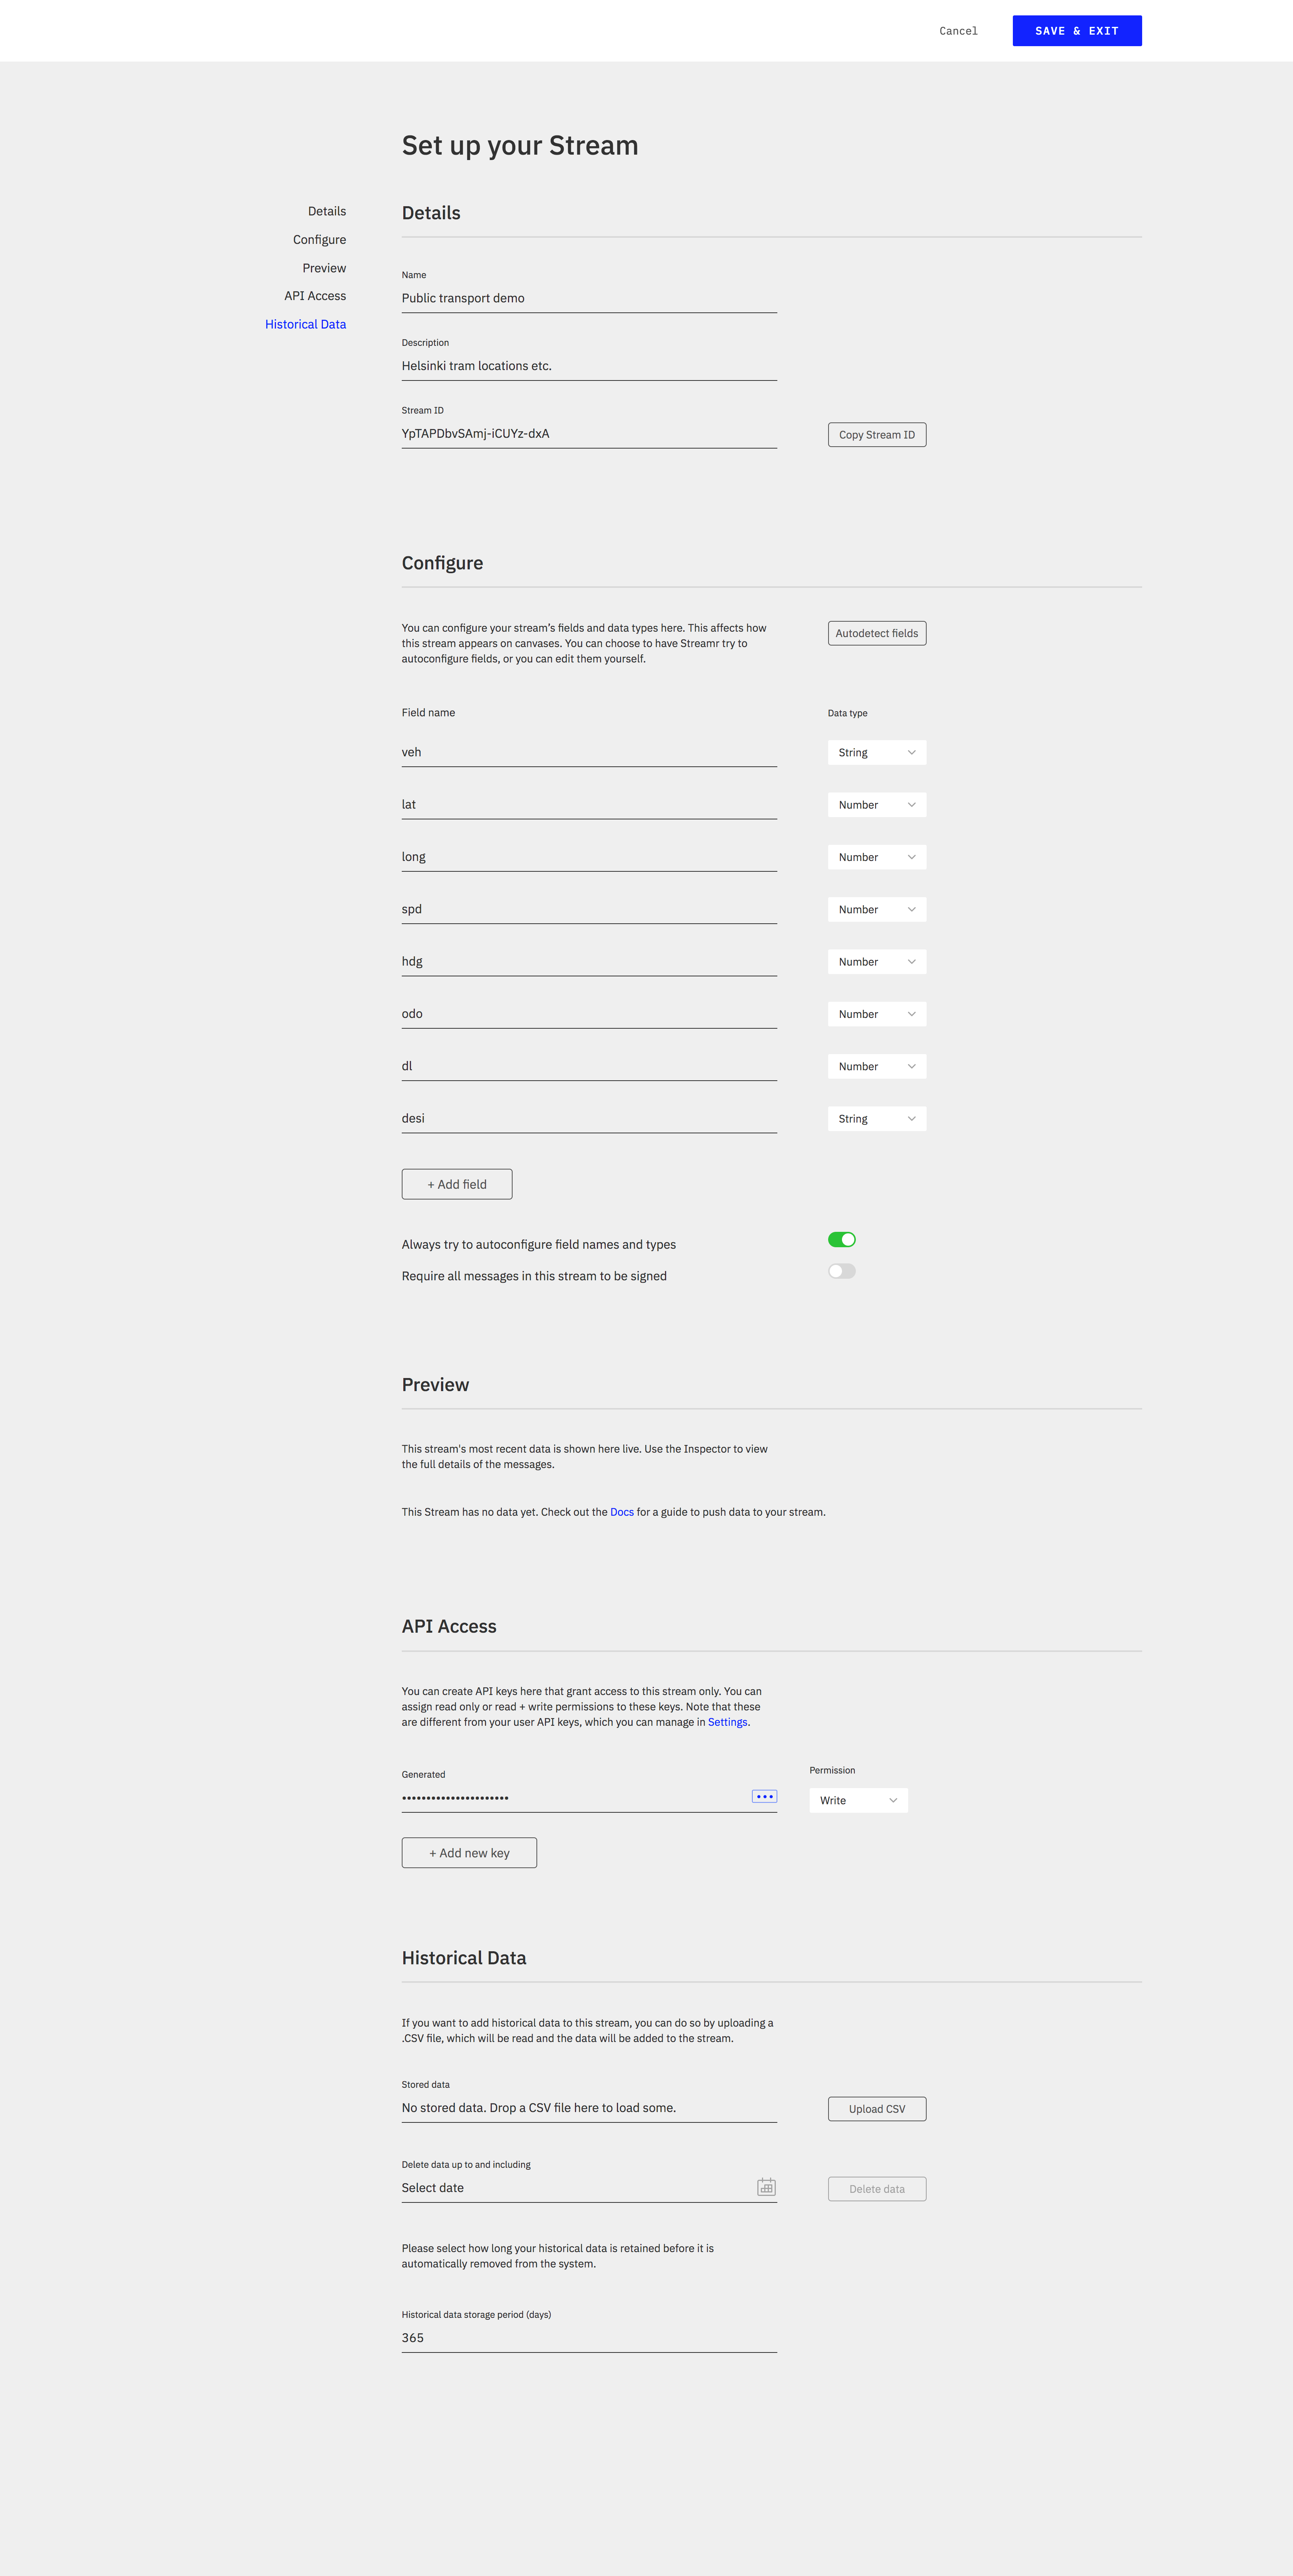 Cancel
SAVE & EXIT
Set up your Stream
Details
Configure
Preview
API Access
Historical Data
Details
Name
Public transport demo
Description
Helsinki tram locations etc.
Stream ID
YpTAPDbvSAmj-iCUYz-dxA
Copy Stream ID
Configure
You can configure your stream’s fields and data types here. This affects how
this stream appears on canvases. You can choose to have Streamr try to
autoconfigure fields, or you can edit them yourself.
Autodetect fields
Field name
Data type
veh
String
lat
Number
long
Number
spd
Number
hdg
Number
odo
Number
dl
Number
desi
String
+ Add field
Always try to autoconfigure field names and types
Require all messages in this stream to be signed
Preview
This stream's most recent data is shown here live. Use the Inspector to view
the full details of the messages.
This Stream has no data yet. Check out the Docs for a guide to push data to your stream.
API Access
You can create API keys here that grant access to this stream only. You can
assign read only or read + write permissions to these keys. Note that these
are different from your user API keys, which you can manage in Settings.
Generated
Permission
••••••••••••••••••••••
Write
+ Add new key
Historical Data
If you want to add historical data to this stream, you can do so by uploading a
.CSV file, which will be read and the data will be added to the stream.
Stored data
No stored data. Drop a CSV file here to load some.
Upload CSV
Delete data up to and including
Select date
Delete data
Please select how long your historical data is retained before it is
automatically removed from the system.
Historical data storage period (days)
365